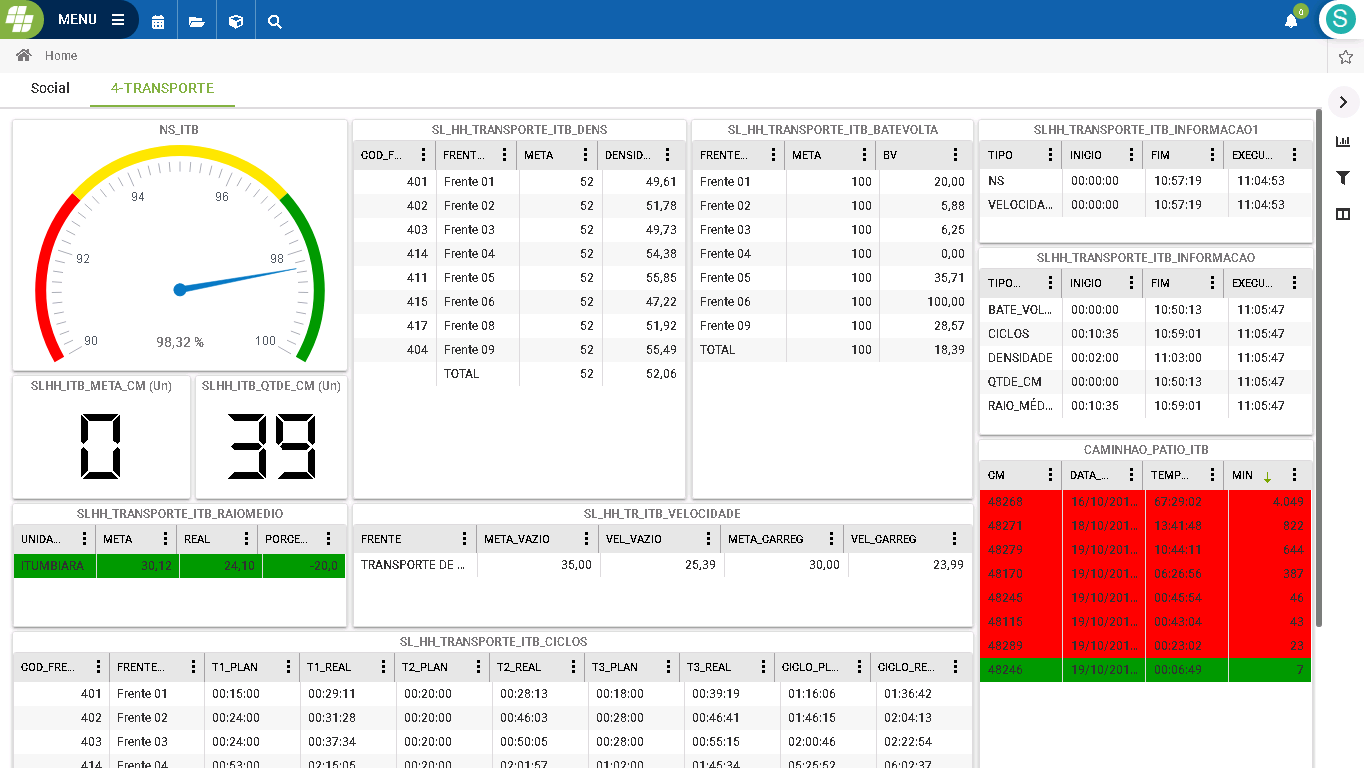 MENU
0
S
Home
Social
4-TRANSPORTE
NS_ITB
90
92
94
96
98
100
98,32 %
SLHH_ITB_META_CM (Un)
0
SLHH_ITB_QTDE_CM (Un)
39
SL_HH_TRANSPORTE_ITB_DENS
COD_F... FRENT... META DENSID...
401 Frente 01 52 49,61
402 Frente 02 52 51,78
403 Frente 03 52 49,73
414 Frente 04 52 54,38
411 Frente 05 52 55,85
415 Frente 06 52 47,22
417 Frente 08 52 51,92
404 Frente 09 52 55,49
TOTAL 52 52,06
SL_HH_TRANSPORTE_ITB_BATEVOLTA
FRENTE... META BV
Frente 01 100 20,00
Frente 02 100 5,88
Frente 03 100 6,25
Frente 04 100 0,00
Frente 05 100 35,71
Frente 06 100 100,00
Frente 09 100 28,57
TOTAL 100 18,39
SLHH_TRANSPORTE_ITB_INFORMACAO1
TIPO INICIO FIM EXECU...
NS 00:00:00 10:57:19 11:04:53
VELOCIDA... 00:00:00 10:57:19 11:04:53
SLHH_TRANSPORTE_ITB_INFORMACAO
TIPO... INICIO FIM EXECU...
BATE_VOL... 00:00:00 10:50:13 11:05:47
CICLOS 00:10:35 10:59:01 11:05:47
DENSIDADE 00:02:00 11:03:00 11:05:47
QTDE_CM 00:00:00 10:50:13 11:05:47
RAIO_MÉD... 00:10:35 10:59:01 11:05:47
CAMINHAO_PATIO_ITB
CM DATA_... TEMP... MIN
48268 16/10/201... 67:29:02 4.049
48271 18/10/201... 13:41:48 822
48279 19/10/201... 10:44:11 644
48170 19/10/201... 06:26:56 387
48245 19/10/201... 00:45:54 46
48115 19/10/201... 00:43:04 43
48289 19/10/201... 00:23:02 23
48246 19/10/201... 00:06:49 7
SLHH_TRANSPORTE_ITB_RAIOMEDIO
UNIDA... META REAL PORCE...
ITUMBIARA 30,12 24,10 -20,0
SL_HH_TR_ITB_VELOCIDADE
FRENTE META_VAZIO VEL_VAZIO META_CARREG VEL_CARREG
TRANSPORTE DE ... 35,00 25,39 30,00 23,99
SL_HH_TRANSPORTE_ITB_CICLOS
COD_FRE... FRENTE... T1_PLAN T1_REAL T2_PLAN T2_REAL T3_PLAN T3_REAL CICLO_PL... CICLO_RE...
401 Frente 01 00:15:00 00:29:11 00:20:00 00:28:13 00:18:00 00:39:19 01:16:06 01:36:42
402 Frente 02 00:24:00 00:31:28 00:20:00 00:46:03 00:28:00 00:46:41 01:46:15 02:04:13
403 Frente 03 00:24:00 00:37:34 00:20:00 00:50:05 00:28:00 00:55:15 02:00:46 02:22:54
414 Frente 04 00:53:00 02:15:05 00:20:00 02:01:57 01:02:00 01:45:34 05:25:52 06:02:37